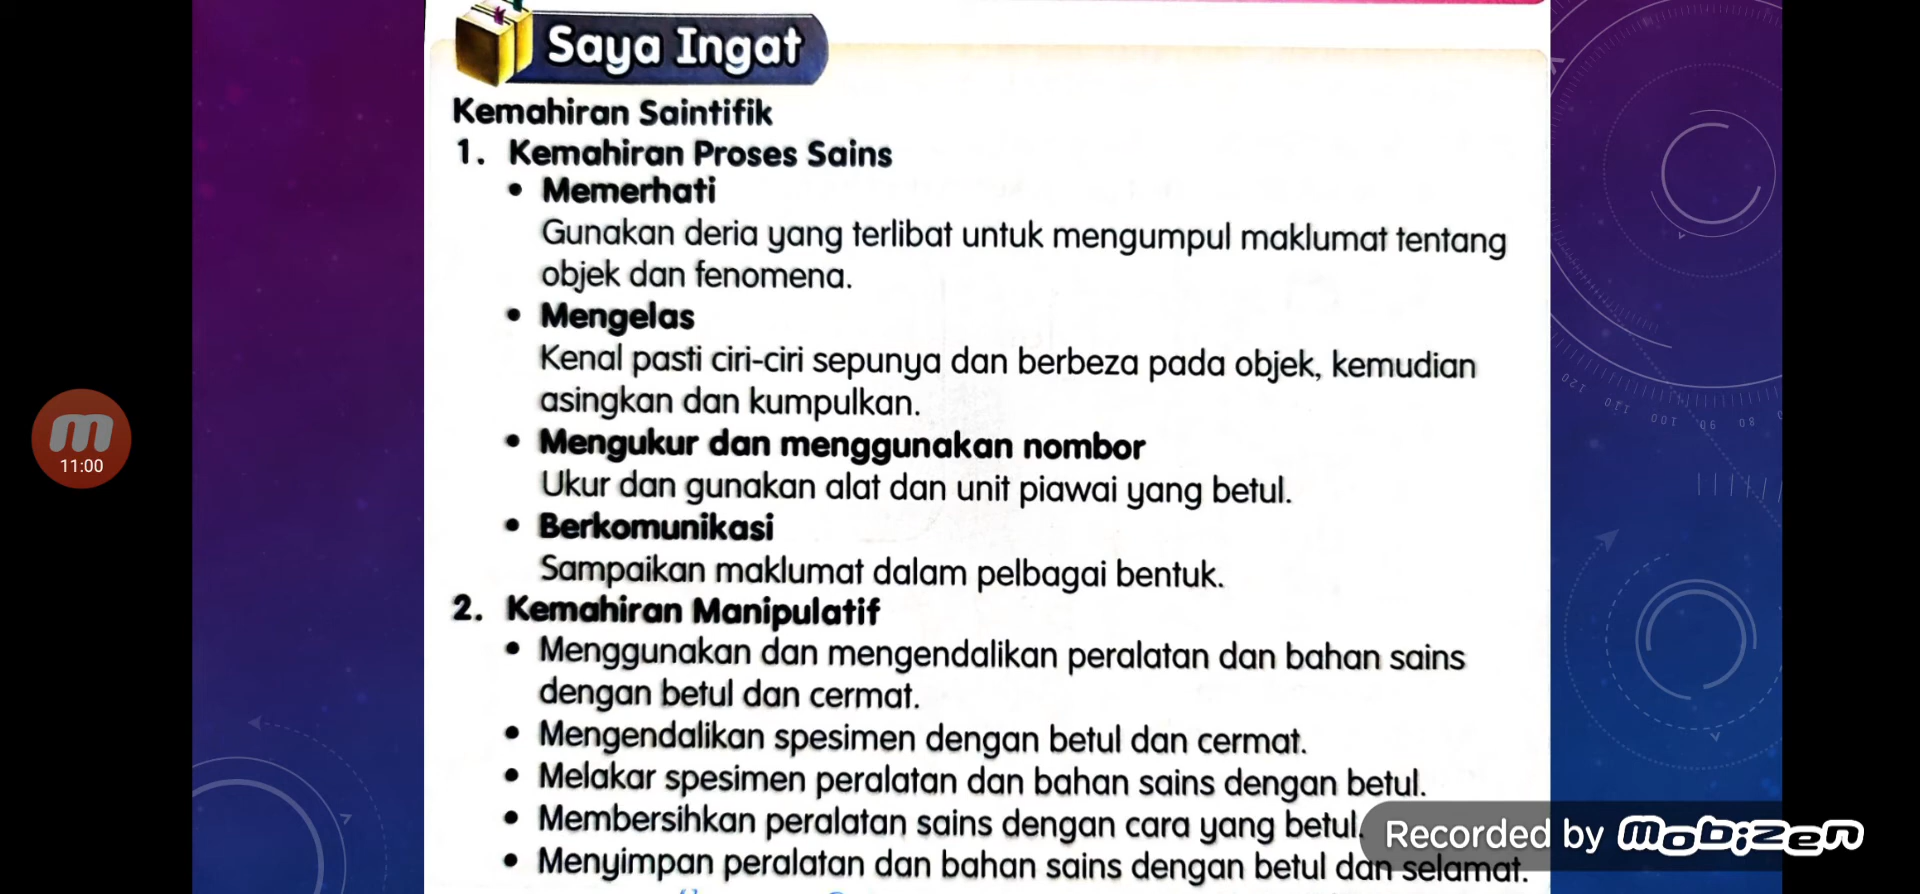 Saya Ingat
Kemahiran Saintifik
1. Kemahiran Proses Sains
• Memerhati
Gunakan deria yang terlibat untuk mengumpul maklumat tentang
objek dan fenomena.
• Mengelas
Kenal pasti ciri-ciri sepunya dan berbeza pada objek, kemudian
asingkan dan kumpulkan.
• Mengukur dan menggunakan nombor
Ukur dan gunakan alat dan unit piawai yang betul.
• Berkomunikasi
Sampaikan maklumat dalam pelbagai bentuk.
2. Kemahiran Manipulatif
• Menggunakan dan mengendalikan peralatan dan bahan sains
dengan betul dan cermat.
• Mengendalikan spesimen dengan betul dan cermat.
• Melakar spesimen peralatan dan bahan sains dengan betul.
• Membersihkan peralatan sains dengan cara yang betul.
• Menyimpan peralatan dan bahan sains dengan betul dan selamat.
11:00
120
110
100
90
80
Recorded by Mobizen